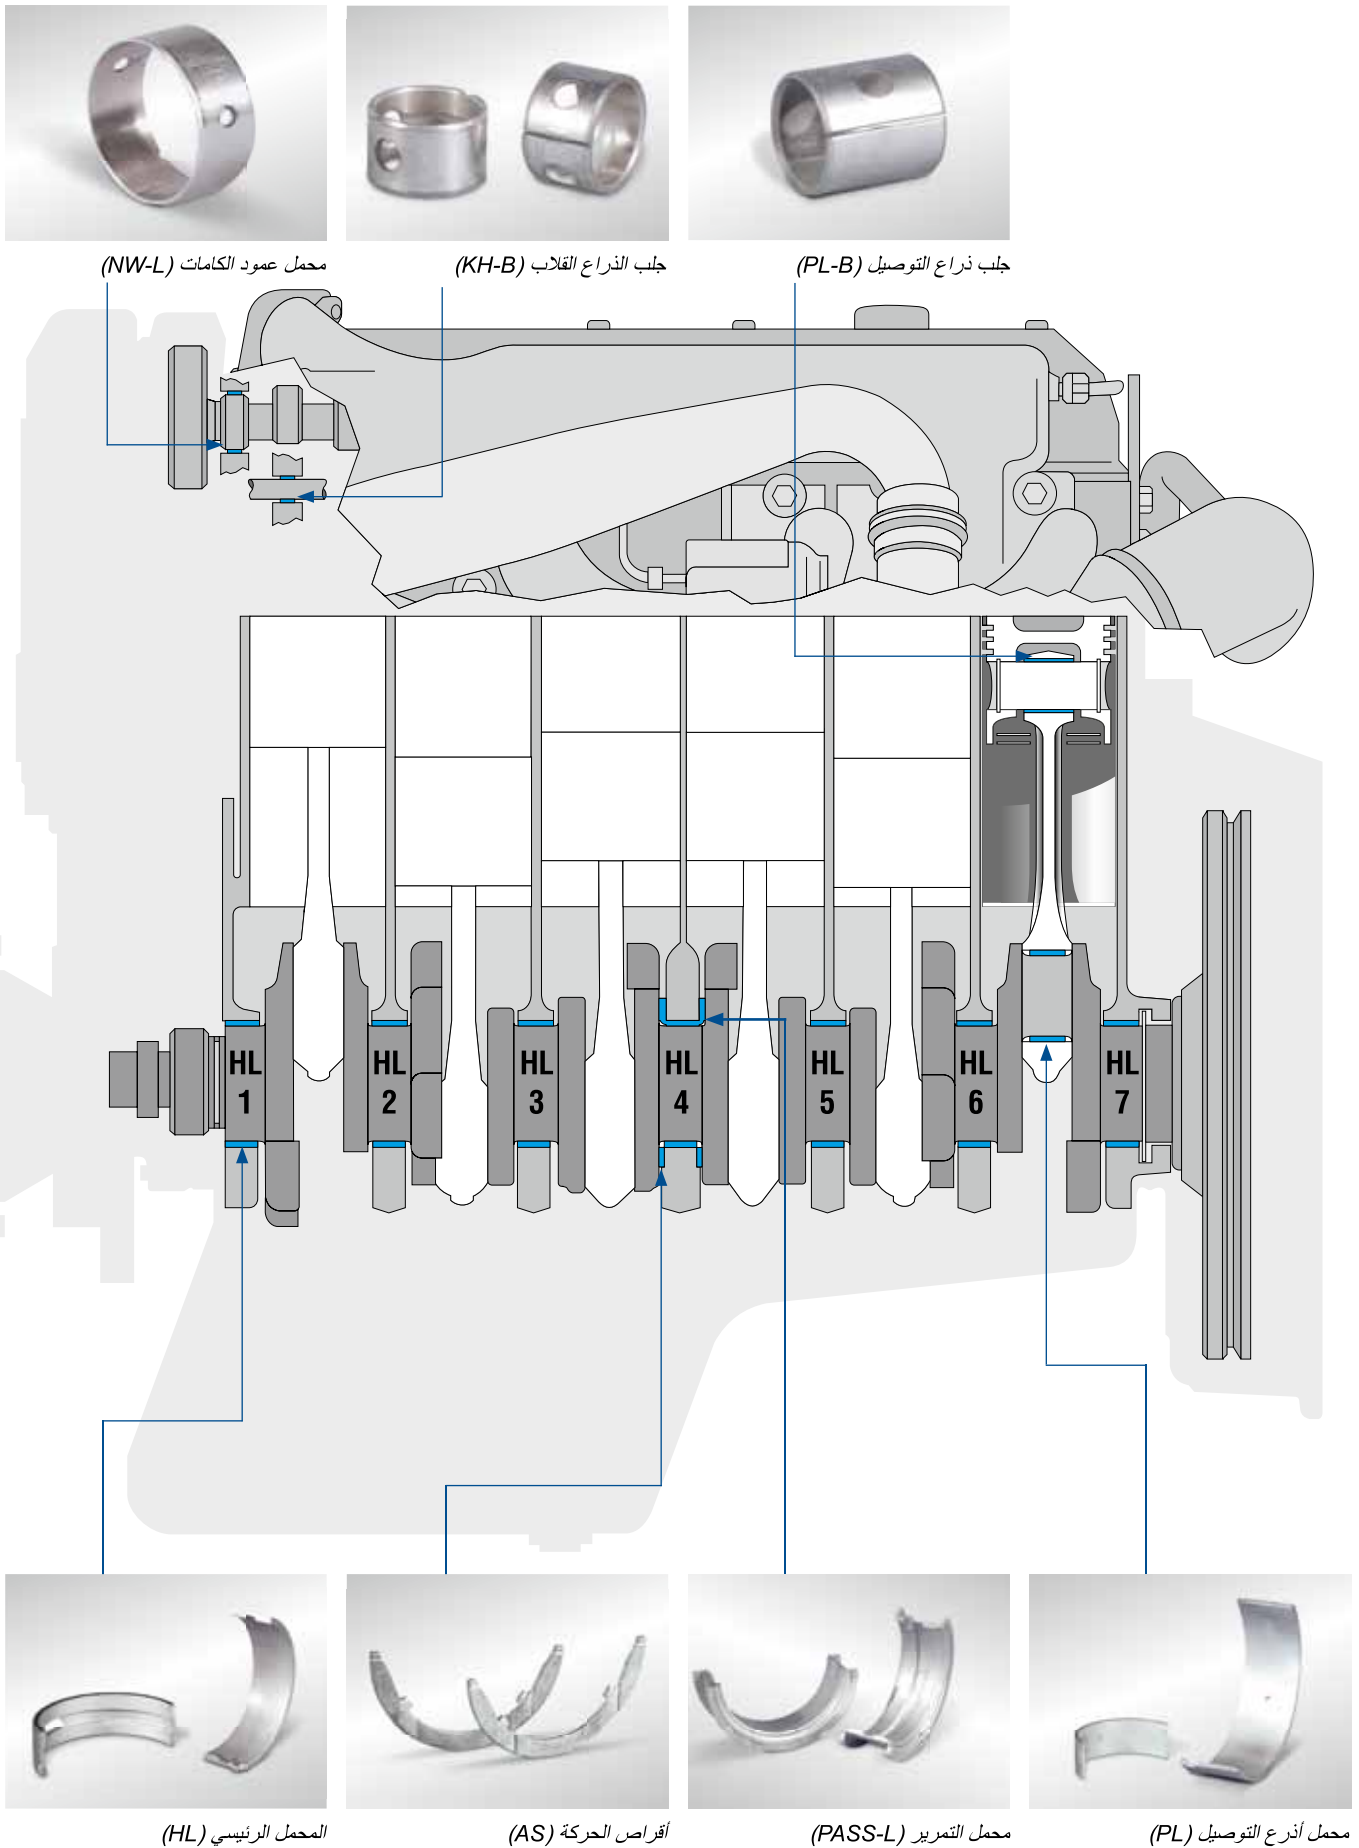 محمل عمود الكامات (NW-L)
جلب الذراع القلاب (KH-B)
جلب ذراع التوصيل (PL-B)
HL
1
HL
2
HL
3
HL
4
HL
5
HL
6
HL
7
المحمل الرئيسي (HL)
أقراص الحركة (AS)
محمل التمرير (PASS-L)
محمل أذرع التوصيل (PL)